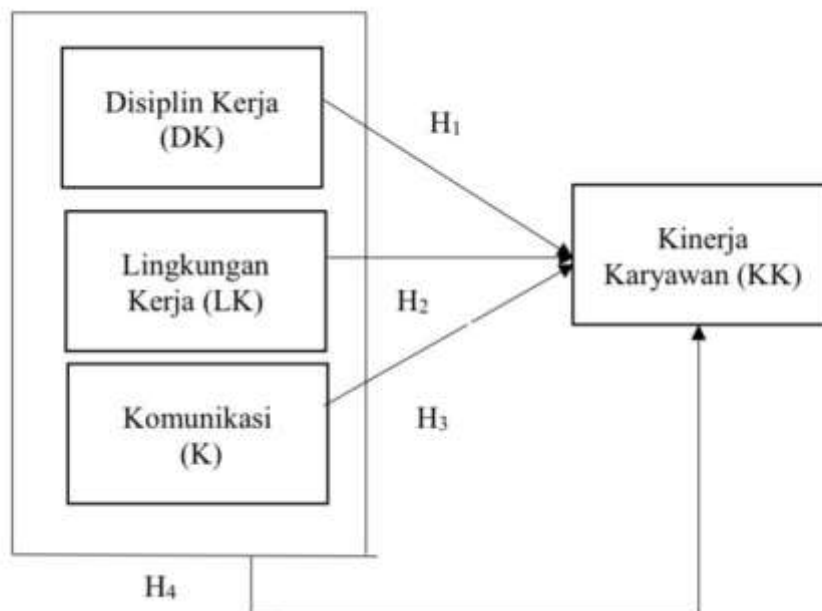 Disiplin Kerja
(DK)
H₁
Lingkungan
Kerja (LK)
H₂
Kinerja
Karyawan (KK)
Komunikasi
(K)
H₃
H₄